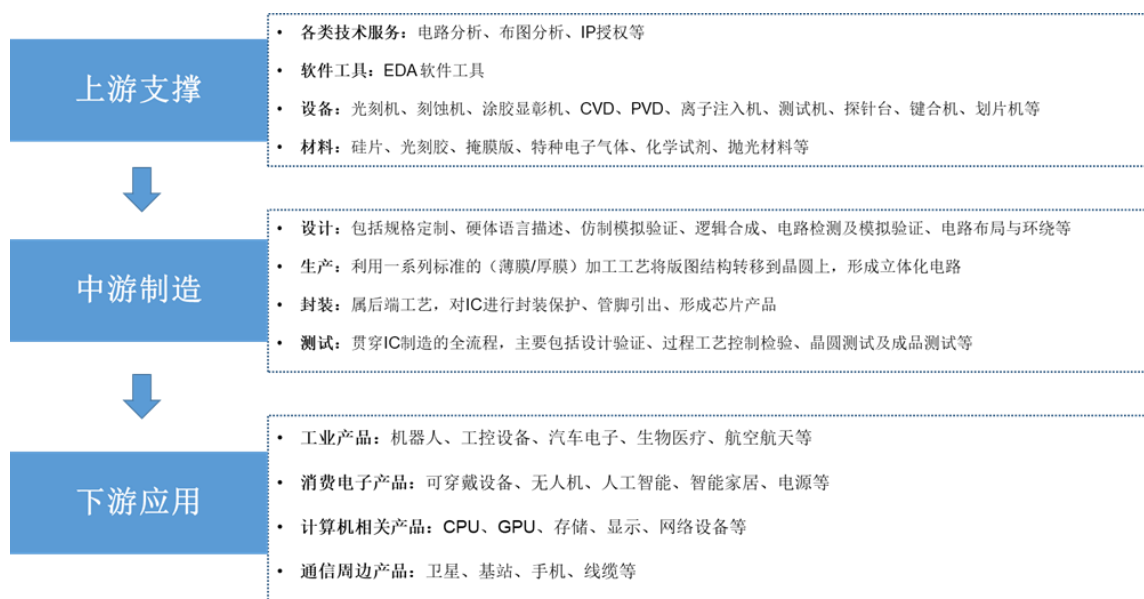 上游支撑
• 各类技术服务：电路分析、布图分析、IP授权等
• 软件工具：EDA 软件工具
• 设备：光刻机、刻蚀机、涂胶显影机、CVD、PVD、离子注入机、测试机、探针台、键合机、划片机等
• 材料：硅片、光刻胶、掩膜版、特种电子气体、化学试剂、抛光材料等
中游制造
• 设计：包括规格定制、硬体语言描述、仿制模拟验证、逻辑合成、电路检测及模拟验证、电路布局与环绕等
• 生产：利用一系列标准的（薄膜/厚膜）加工工艺将版图结构转移到晶圆上，形成立体化电路
• 封装：属后端工艺，对IC进行封装保护、管脚引出、形成芯片产品
• 测试：贯穿IC制造的全流程，主要包括设计验证、过程工艺控制检验、晶圆测试及成品测试等
下游应用
• 工业产品：机器人、工控设备、汽车电子、生物医疗、航空航天等
• 消费电子产品：可穿戴设备、无人机、人工智能、智能家居、电源等
• 计算机相关产品：CPU、GPU、存储、显示、网络设备等
• 通信周边产品：卫星、基站、手机、线缆等